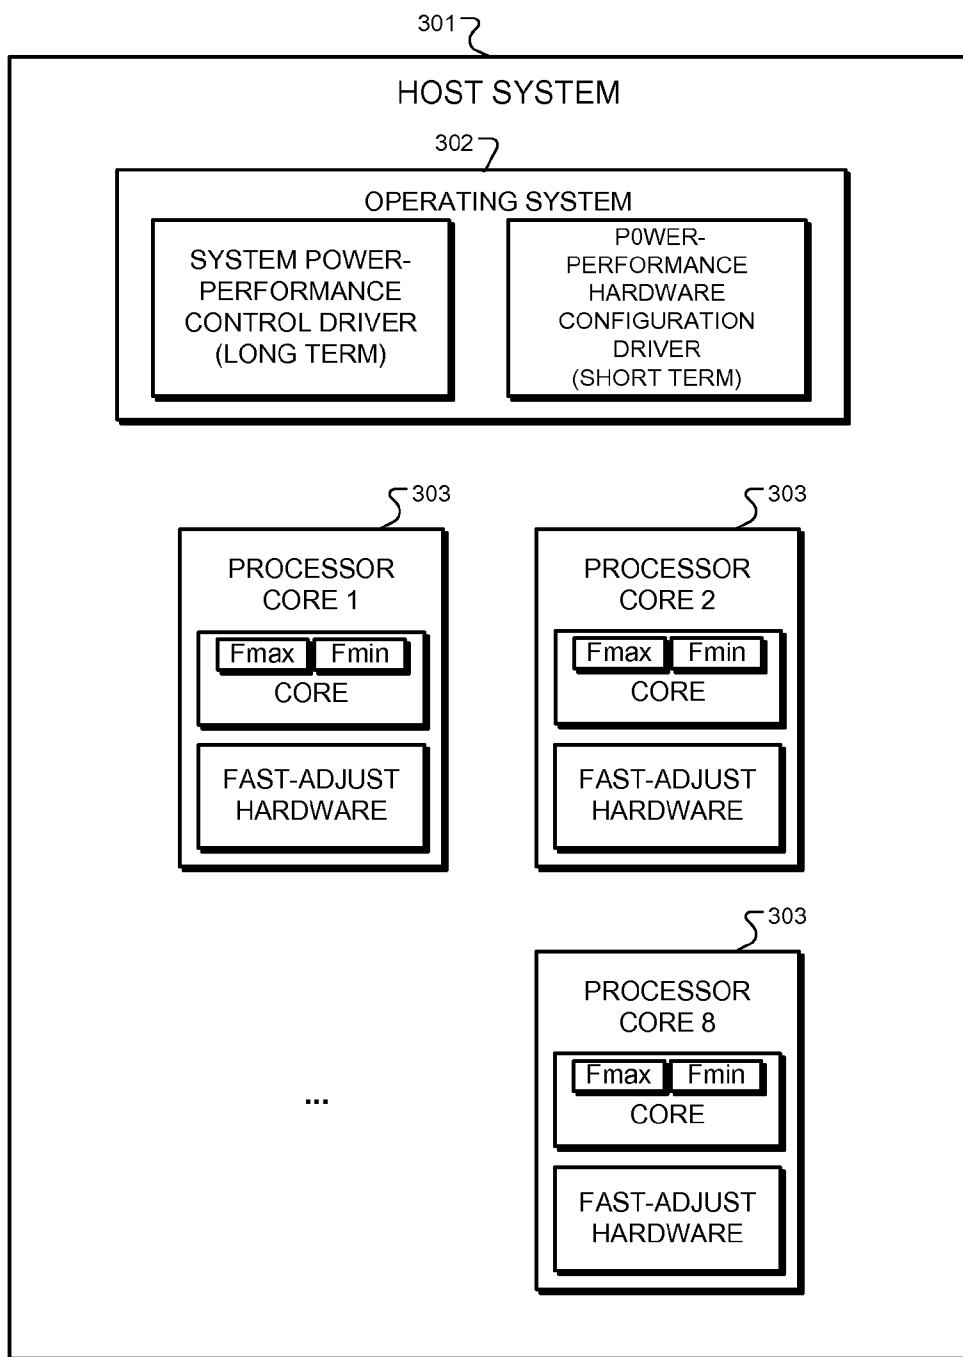 301
HOST SYSTEM
302
OPERATING SYSTEM
SYSTEM POWER-
PERFORMANCE
CONTROL DRIVER
(LONG TERM)
P0WER-
PERFORMANCE
HARDWARE
CONFIGURATION
DRIVER
(SHORT TERM)
303
PROCESSOR
CORE 1
Fmax Fmin
CORE
FAST-ADJUST
HARDWARE
303
PROCESSOR
CORE 2
Fmax Fmin
CORE
FAST-ADJUST
HARDWARE
...
303
PROCESSOR
CORE 8
Fmax Fmin
CORE
FAST-ADJUST
HARDWARE